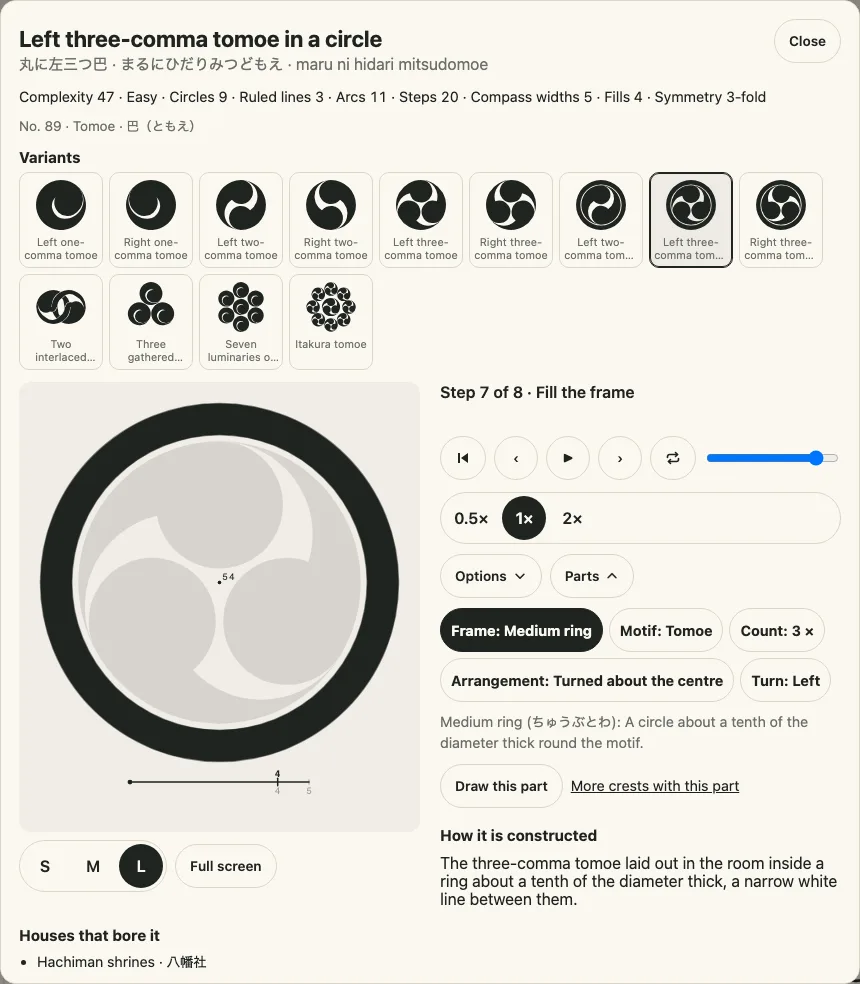 Left three-comma tomoe in a circle
Close
丸に左三つ巴 · まるにひだりみつどもえ · maru ni hidari mitsudomoe
Complexity 47 · Easy · Circles 9 · Ruled lines 3 · Arcs 11 · Steps 20 · Compass widths 5 · Fills 4 · Symmetry 3-fold
No. 89 · Tomoe · 巴（ともえ）
Variants
Left one-comma tomoe
Right one-comma tomoe
Left two-comma tomoe
Right two-comma tomoe
Left three-comma tomoe
Right three-comma tomoe
Left two-comma tom...
Left three-comma tom...
Right three-comma tom...
Two interlaced...
Three gathered...
Seven luminaries o...
Itakura tomoe
54
4
4 5
S M L Full screen
Step 7 of 8 · Fill the frame
0.5× 1× 2×
Options Parts
Frame: Medium ring Motif: Tomoe Count: 3 ×
Arrangement: Turned about the centre Turn: Left
Medium ring (ちゅうぶとわ): A circle about a tenth of the
diameter thick round the motif.
Draw this part More crests with this part
How it is constructed
The three-comma tomoe laid out in the room inside a
ring about a tenth of the diameter thick, a narrow white
line between them.
Houses that bore it
Hachiman shrines · 八幡社